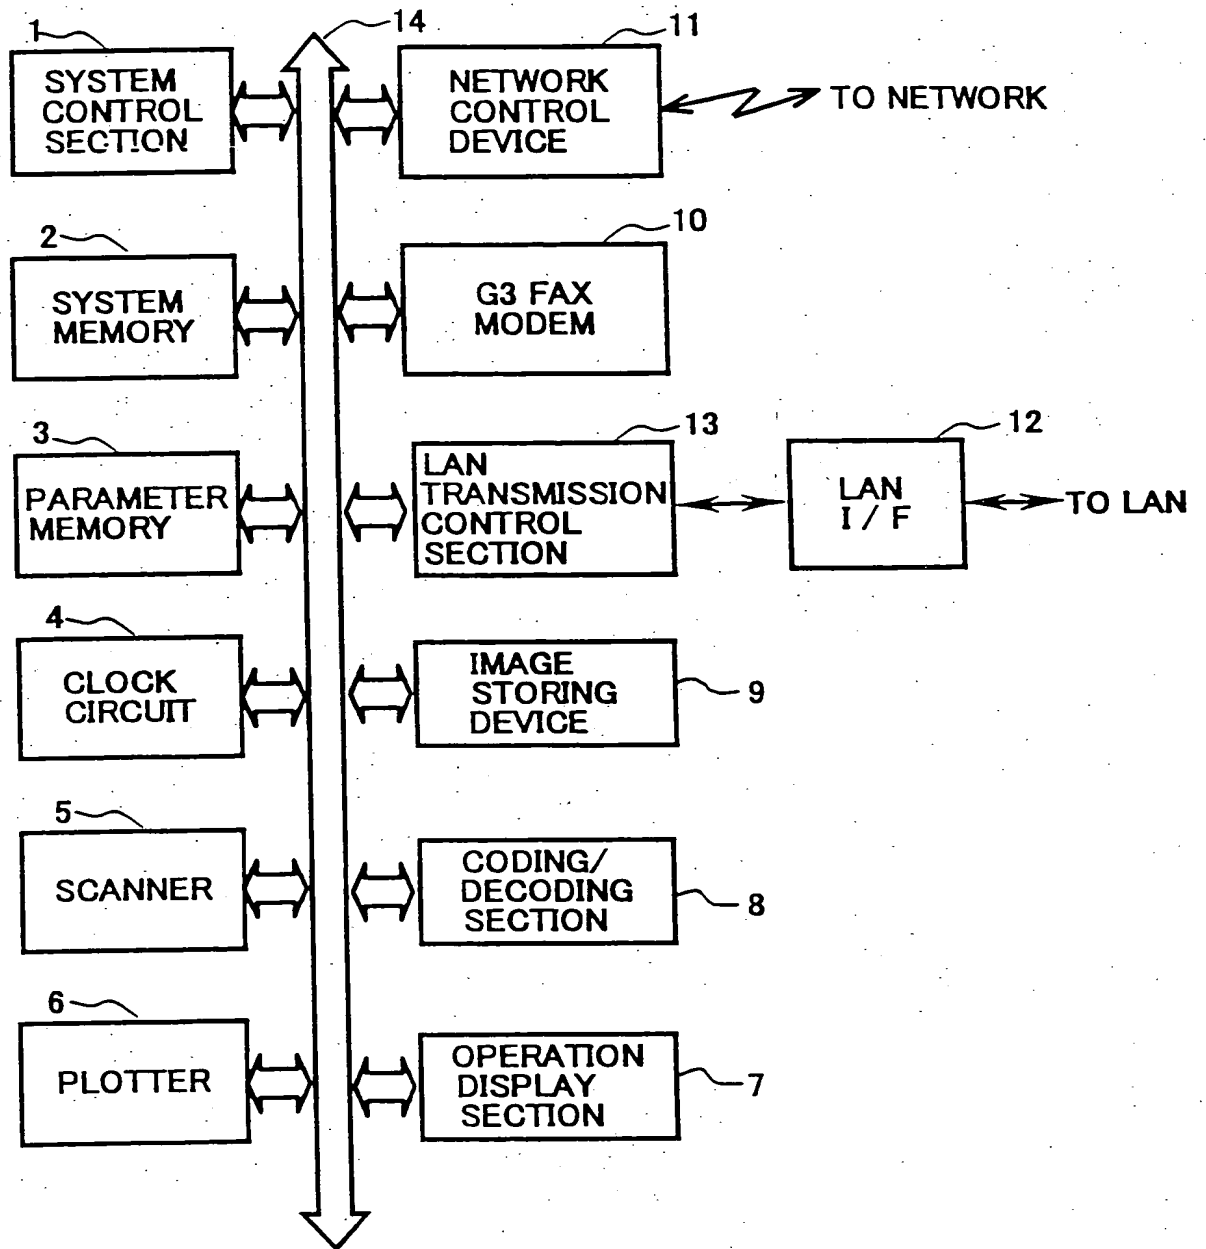 14
1
SYSTEM
CONTROL
SECTION
11
NETWORK
CONTROL
DEVICE
TO NETWORK
2
SYSTEM
MEMORY
10
G3 FAX
MODEM
3
PARAMETER
MEMORY
13
LAN
TRANSMISSION
CONTROL
SECTION
12
LAN
I / F
TO LAN
4
CLOCK
CIRCUIT
IMAGE
STORING
DEVICE
9
5
SCANNER
CODING/
DECODING
SECTION
8
6
PLOTTER
OPERATION
DISPLAY
SECTION
7